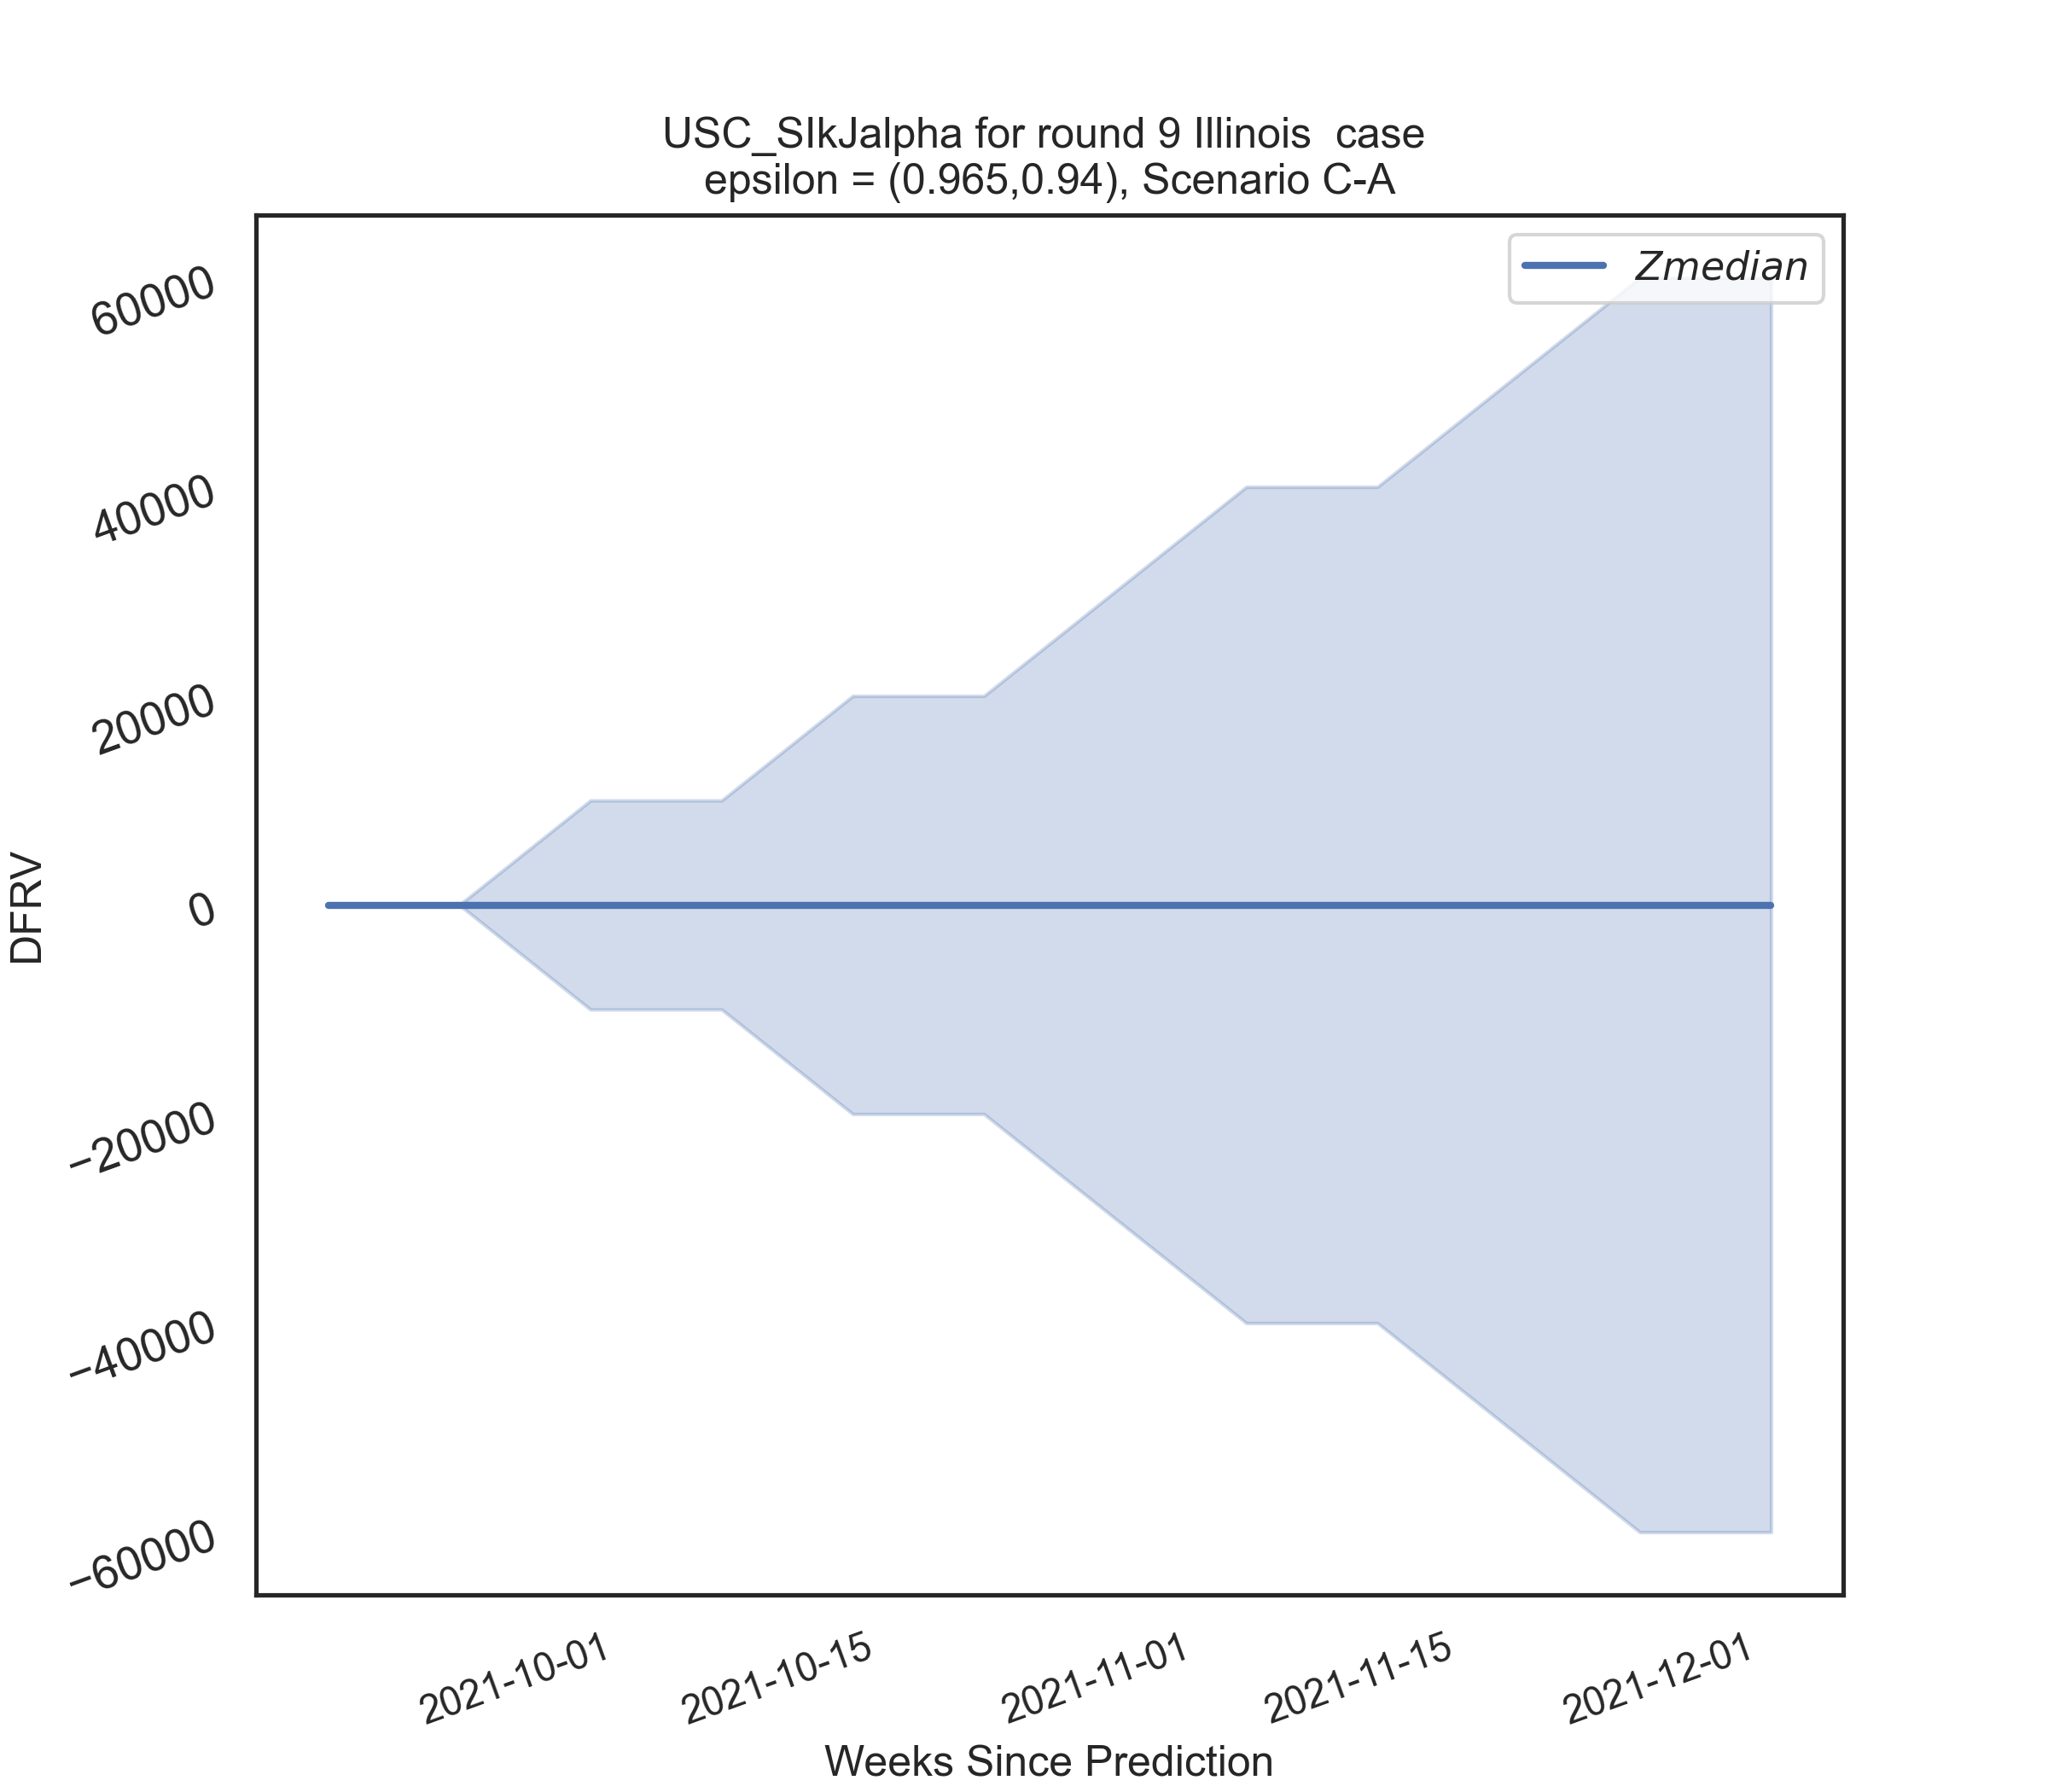 USC_SIkJalpha for round 9 Illinois  case
epsilon = (0.965,0.94), Scenario C-A
Zmedian
60000
40000
20000
0
−20000
−40000
−60000
DFRV
2021-10-01
2021-10-15
2021-11-01
2021-11-15
2021-12-01
Weeks Since Prediction